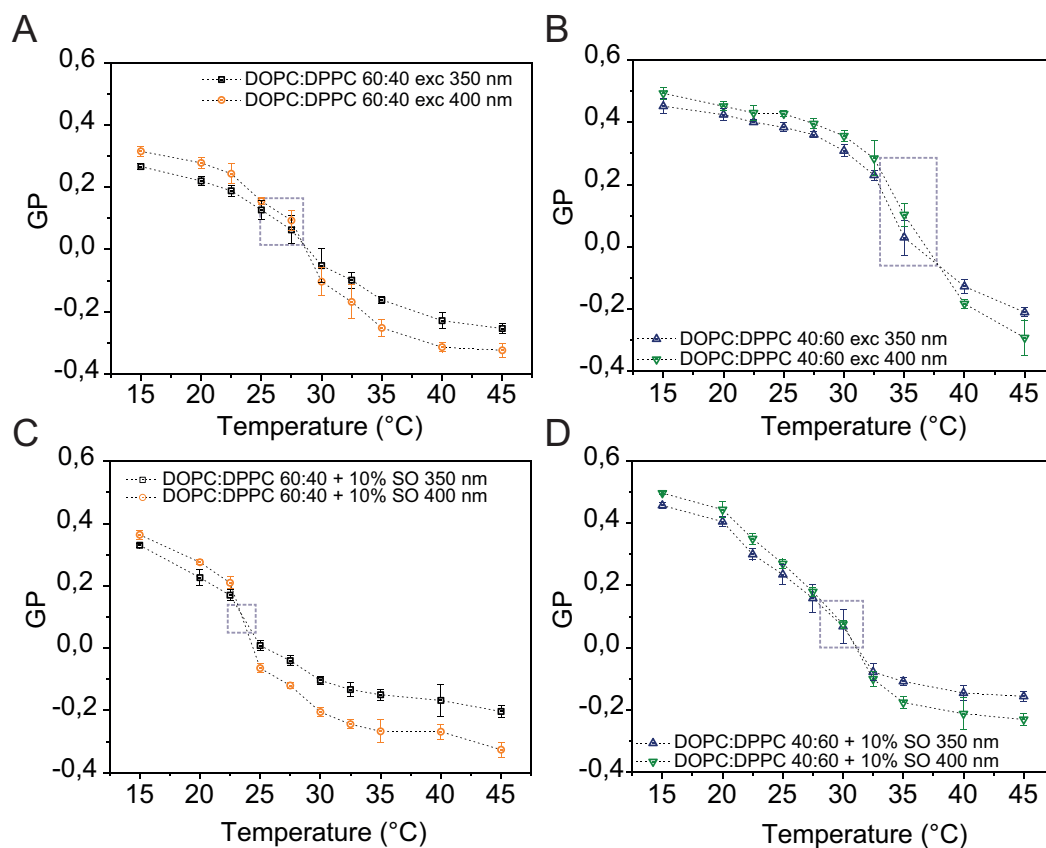 A
0,6
0,4
0,2
0,0
-0,2
-0,4
GP
DOPC:DPPC 60:40 exc 350 nm
DOPC:DPPC 60:40 exc 400 nm
15 20 25 30 35 40 45
Temperature (°C)
B
0,6
0,4
0,2
0,0
-0,2
-0,4
GP
DOPC:DPPC 40:60 exc 350 nm
DOPC:DPPC 40:60 exc 400 nm
15 20 25 30 35 40 45
Temperature (°C)
C
0,6
0,4
0,2
0,0
-0,2
-0,4
GP
DOPC:DPPC 60:40 + 10% SO 350 nm
DOPC:DPPC 60:40 + 10% SO 400 nm
15 20 25 30 35 40 45
Temperature (°C)
D
0,6
0,4
0,2
0,0
-0,2
-0,4
GP
DOPC:DPPC 40:60 + 10% SO 350 nm
DOPC:DPPC 40:60 + 10% SO 400 nm
15 20 25 30 35 40 45
Temperature (°C)